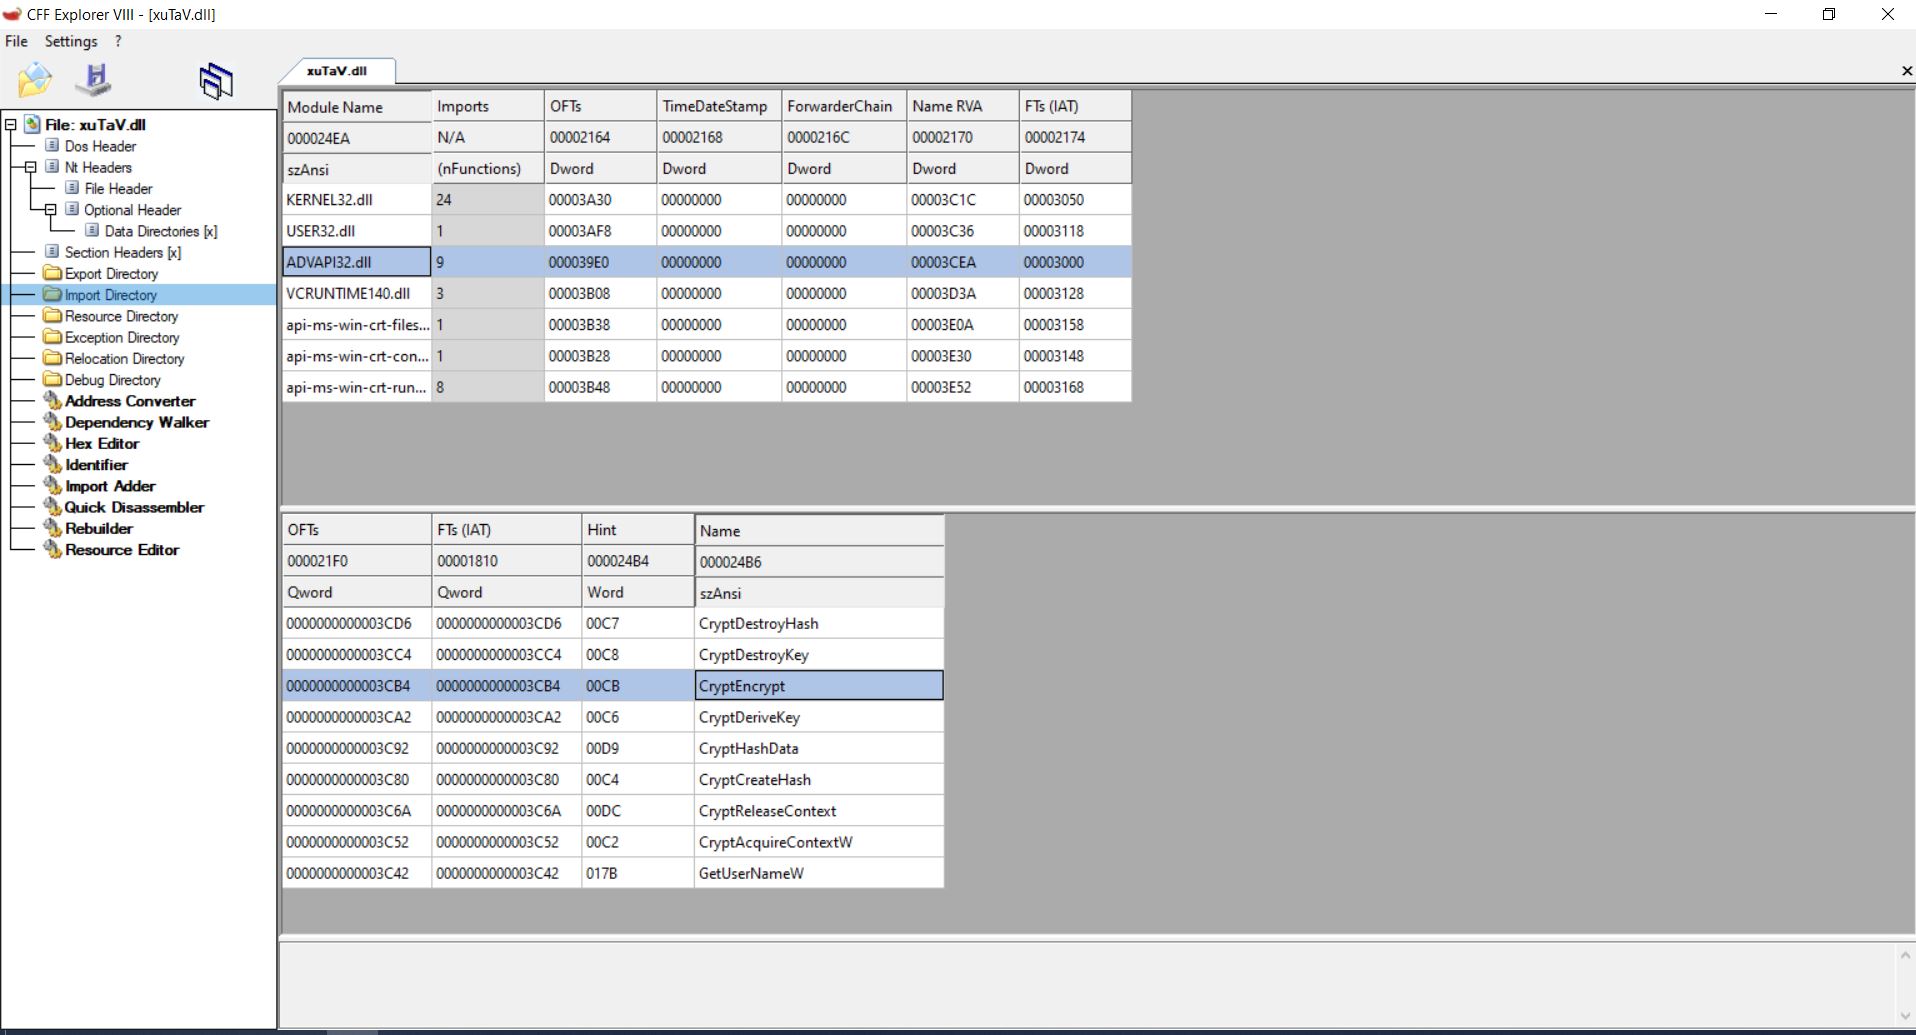 CFF Explorer VIII - [xuTaV.dll]
File Settings ?
xuTaV.dll
File: xuTaV.dll
Dos Header
Nt Headers
File Header
Optional Header
Data Directories [x]
Section Headers [x]
Export Directory
Import Directory
Resource Directory
Exception Directory
Relocation Directory
Debug Directory
Address Converter
Dependency Walker
Hex Editor
Identifier
Import Adder
Quick Disassembler
Rebuilder
Resource Editor
Module Name Imports OFTs TimeDateStamp ForwarderChain Name RVA FTs (IAT)
000024EA N/A 00002164 00002168 0000216C 00002170 00002174
szAnsi (nFunctions) Dword Dword Dword Dword Dword
KERNEL32.dll 24 00003A30 00000000 00000000 00003C1C 00003050
USER32.dll 1 00003AF8 00000000 00000000 00003C36 00003118
ADVAPI32.dll 9 000039E0 00000000 00000000 00003CEA 00003000
VCRUNTIME140.dll 3 00003B08 00000000 00000000 00003D3A 00003128
api-ms-win-crt-files... 1 00003B38 00000000 00000000 00003E0A 00003158
api-ms-win-crt-con... 1 00003B28 00000000 00000000 00003E30 00003148
api-ms-win-crt-run... 8 00003B48 00000000 00000000 00003E52 00003168
OFTs FTs (IAT) Hint Name
000021F0 00001810 000024B4 000024B6
Qword Qword Word szAnsi
0000000000003CD6 0000000000003CD6 00C7 CryptDestroyHash
0000000000003CC4 0000000000003CC4 00C8 CryptDestroyKey
0000000000003CB4 0000000000003CB4 00CB CryptEncrypt
0000000000003CA2 0000000000003CA2 00C6 CryptDeriveKey
0000000000003C92 0000000000003C92 00D9 CryptHashData
0000000000003C80 0000000000003C80 00C4 CryptCreateHash
0000000000003C6A 0000000000003C6A 00DC CryptReleaseContext
0000000000003C52 0000000000003C52 00C2 CryptAcquireContextW
0000000000003C42 0000000000003C42 017B GetUserNameW